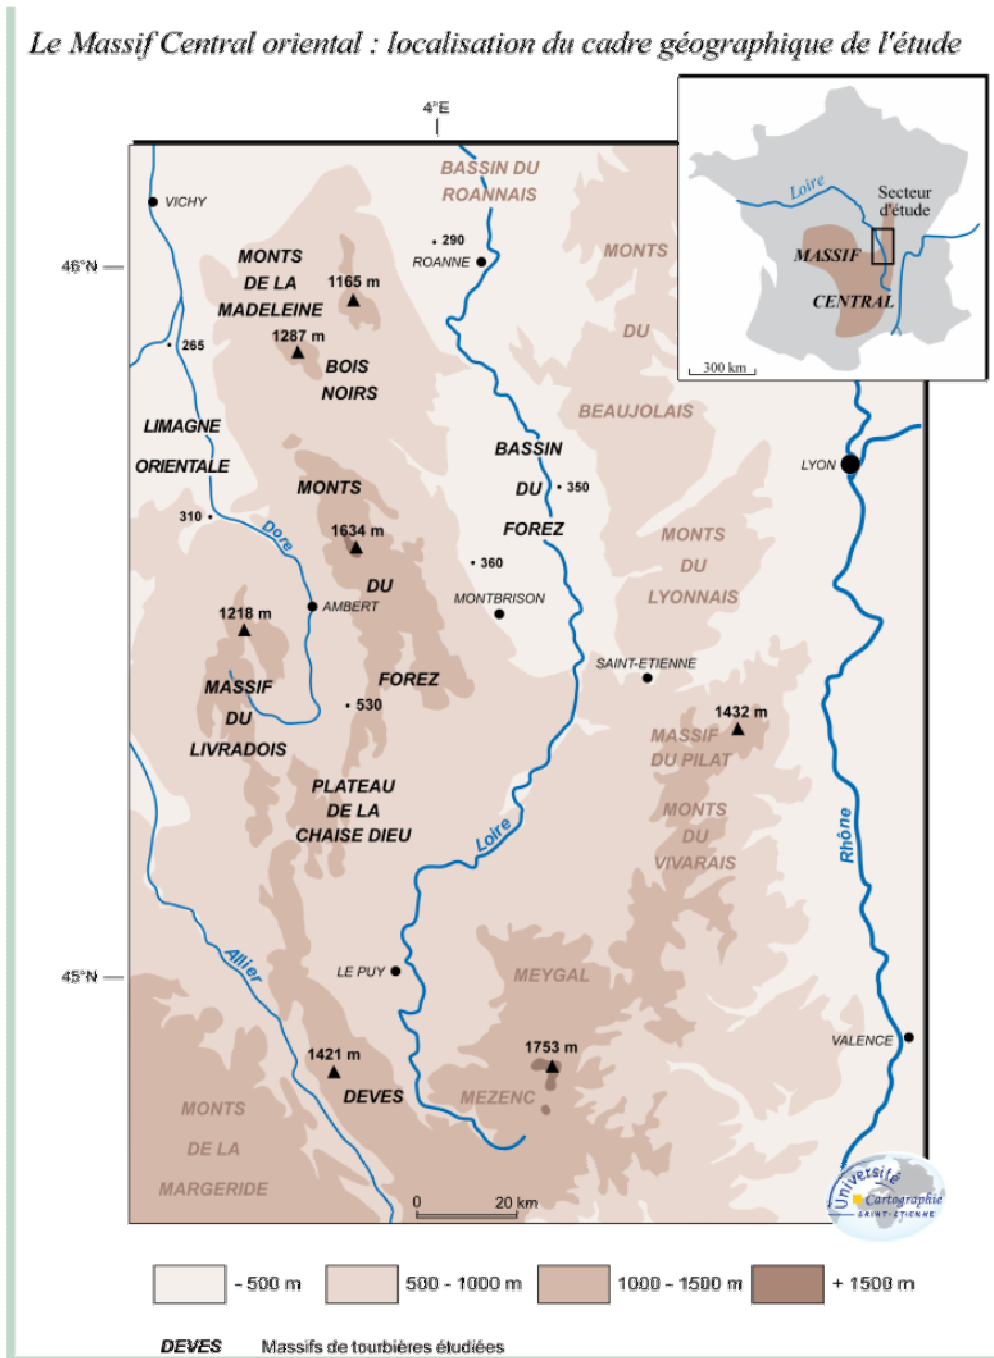 Le Massif Central oriental : localisation du cadre géographique de l'étude
4°E
BASSIN DU
ROANNAIS
VICHY
290
ROANNE
46°N
MONTS
DE LA
MADELEINE
1165 m
1287 m
BOIS
NOIRS
265
MONTS
DU
BEAUJOLAIS
Loire
Secteur
d'étude
MASSIF
CENTRAL
300 km
LIMAGNE
ORIENTALE
BASSIN
DU
350
FOREZ
LYON
MONTS
310
Dore
1634 m
360
MONTS
DU
LYONNAIS
DU
MONTBRISON
AMBERT
1218 m
SAINT-ETIENNE
FOREZ
MASSIF
DU
LIVRADOIS
530
1432 m
MASSIF
DU PILAT
PLATEAU
DE LA
CHAISE DIEU
MONTS
DU
VIVARAIS
Loire
Rhône
Allier
45°N
LE PUY
MEYGAL
VALENCE
1421 m
1753 m
DEVES
MEZENC
MONTS
DE LA
MARGERIDE
0 20 km
Université
Cartographie
SAINT-ETIENNE
- 500 m
500 - 1000 m
1000 - 1500 m
+ 1500 m
DEVES Massifs de tourbières étudiées